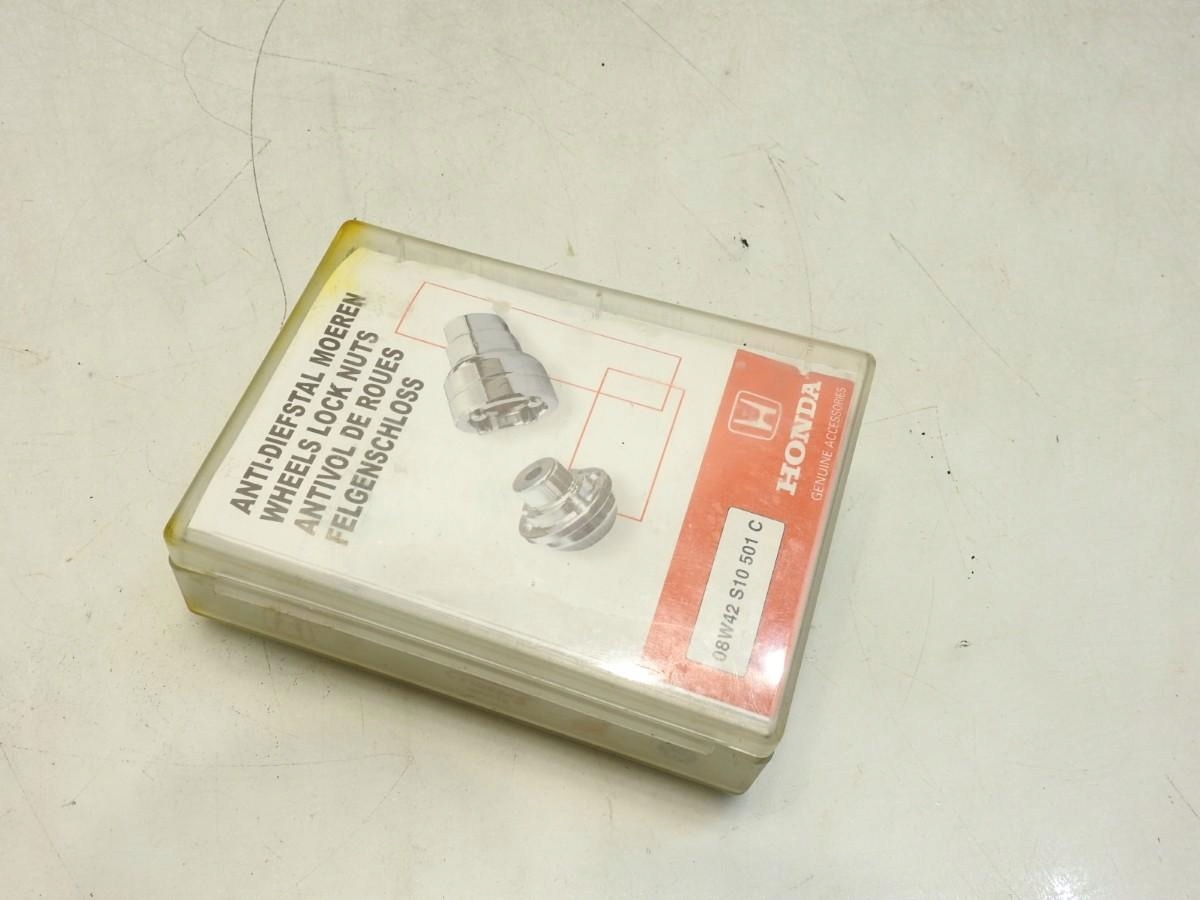 ANTI-DIEFSTAL MOEREN
WHEELS LOCK NUTS
ANTIVOL DE ROUES
FELGENSCHLOSS
HONDA
GENUINE ACCESSORIES
08W42 S10 501 C